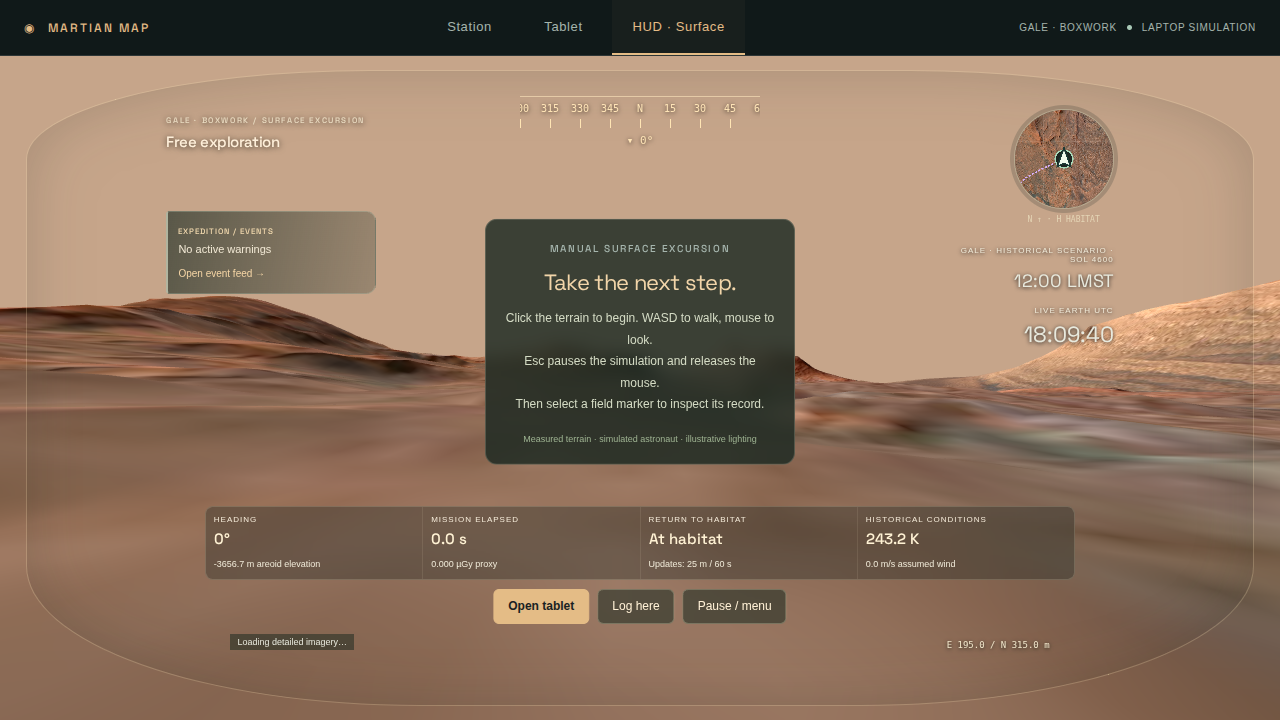 MARTIAN MAP
Station
Tablet
HUD · Surface
GALE · BOXWORK
LAPTOP SIMULATION
GALE · BOXWORK / SURFACE EXCURSION
Free exploration
315 330 345 N 15 30 45
▾ 0°
N ↑ · H HABITAT
EXPEDITION / EVENTS
No active warnings
Open event feed →
MANUAL SURFACE EXCURSION
Take the next step.
Click the terrain to begin. WASD to walk, mouse to
look.
Esc pauses the simulation and releases the
mouse.
Then select a field marker to inspect its record.
Measured terrain · simulated astronaut · illustrative lighting
GALE · HISTORICAL SCENARIO ·
SOL 4600
12:00 LMST
LIVE EARTH UTC
18:09:40
HEADING
0°
-3656.7 m areoid elevation
MISSION ELAPSED
0.0 s
0.000 µGy proxy
RETURN TO HABITAT
At habitat
Updates: 25 m / 60 s
HISTORICAL CONDITIONS
243.2 K
0.0 m/s assumed wind
Open tablet
Log here
Pause / menu
Loading detailed imagery…
E 195.0 / N 315.0 m